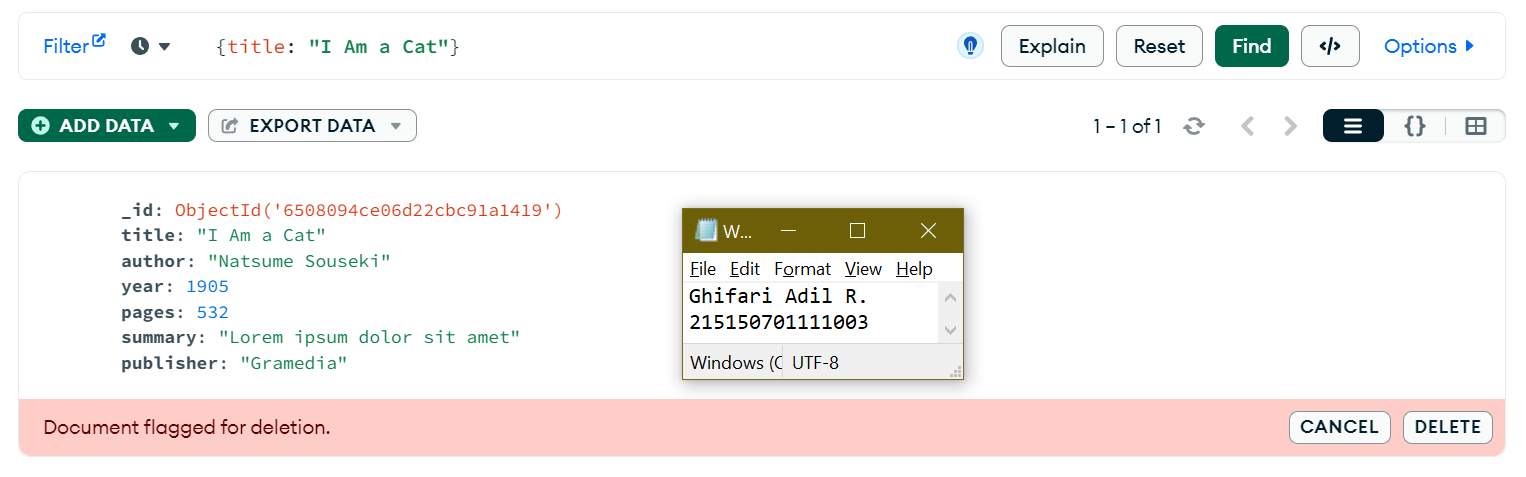 Filter {title: "I Am a Cat"} Explain Reset Find </> Options
ADD DATA EXPORT DATA 1 – 1 of 1 {}
_id: ObjectId('6508094ce06d22cbc91a1419')
title: "I Am a Cat"
author: "Natsume Souseki"
year: 1905
pages: 532
summary: "Lorem ipsum dolor sit amet"
publisher: "Gramedia"
W...
File Edit Format View Help
Ghifari Adil R.
215150701111003
Windows (C UTF-8
Document flagged for deletion. CANCEL DELETE